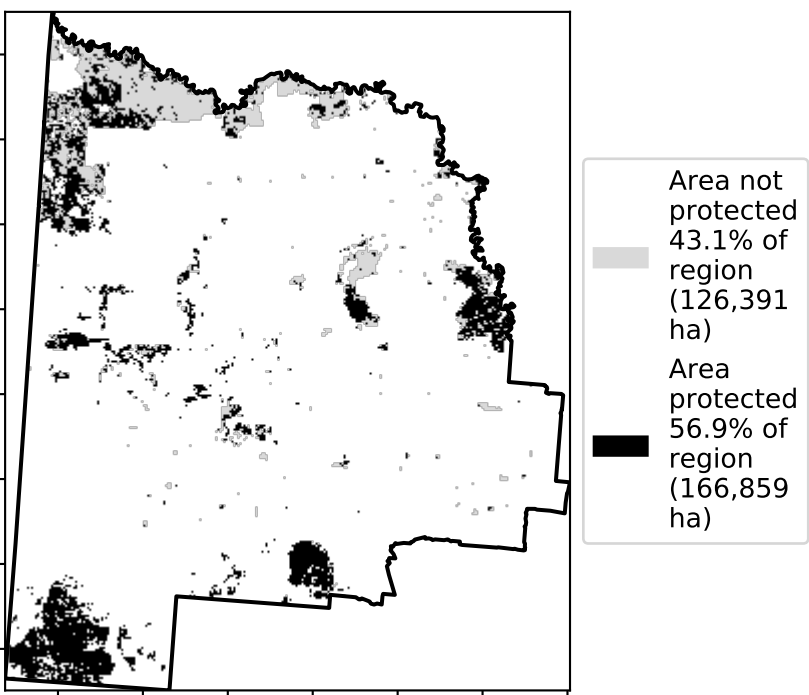 Area not
protected
43.1% of
region
(126,391
ha)
Area
protected
56.9% of
region
(166,859
ha)